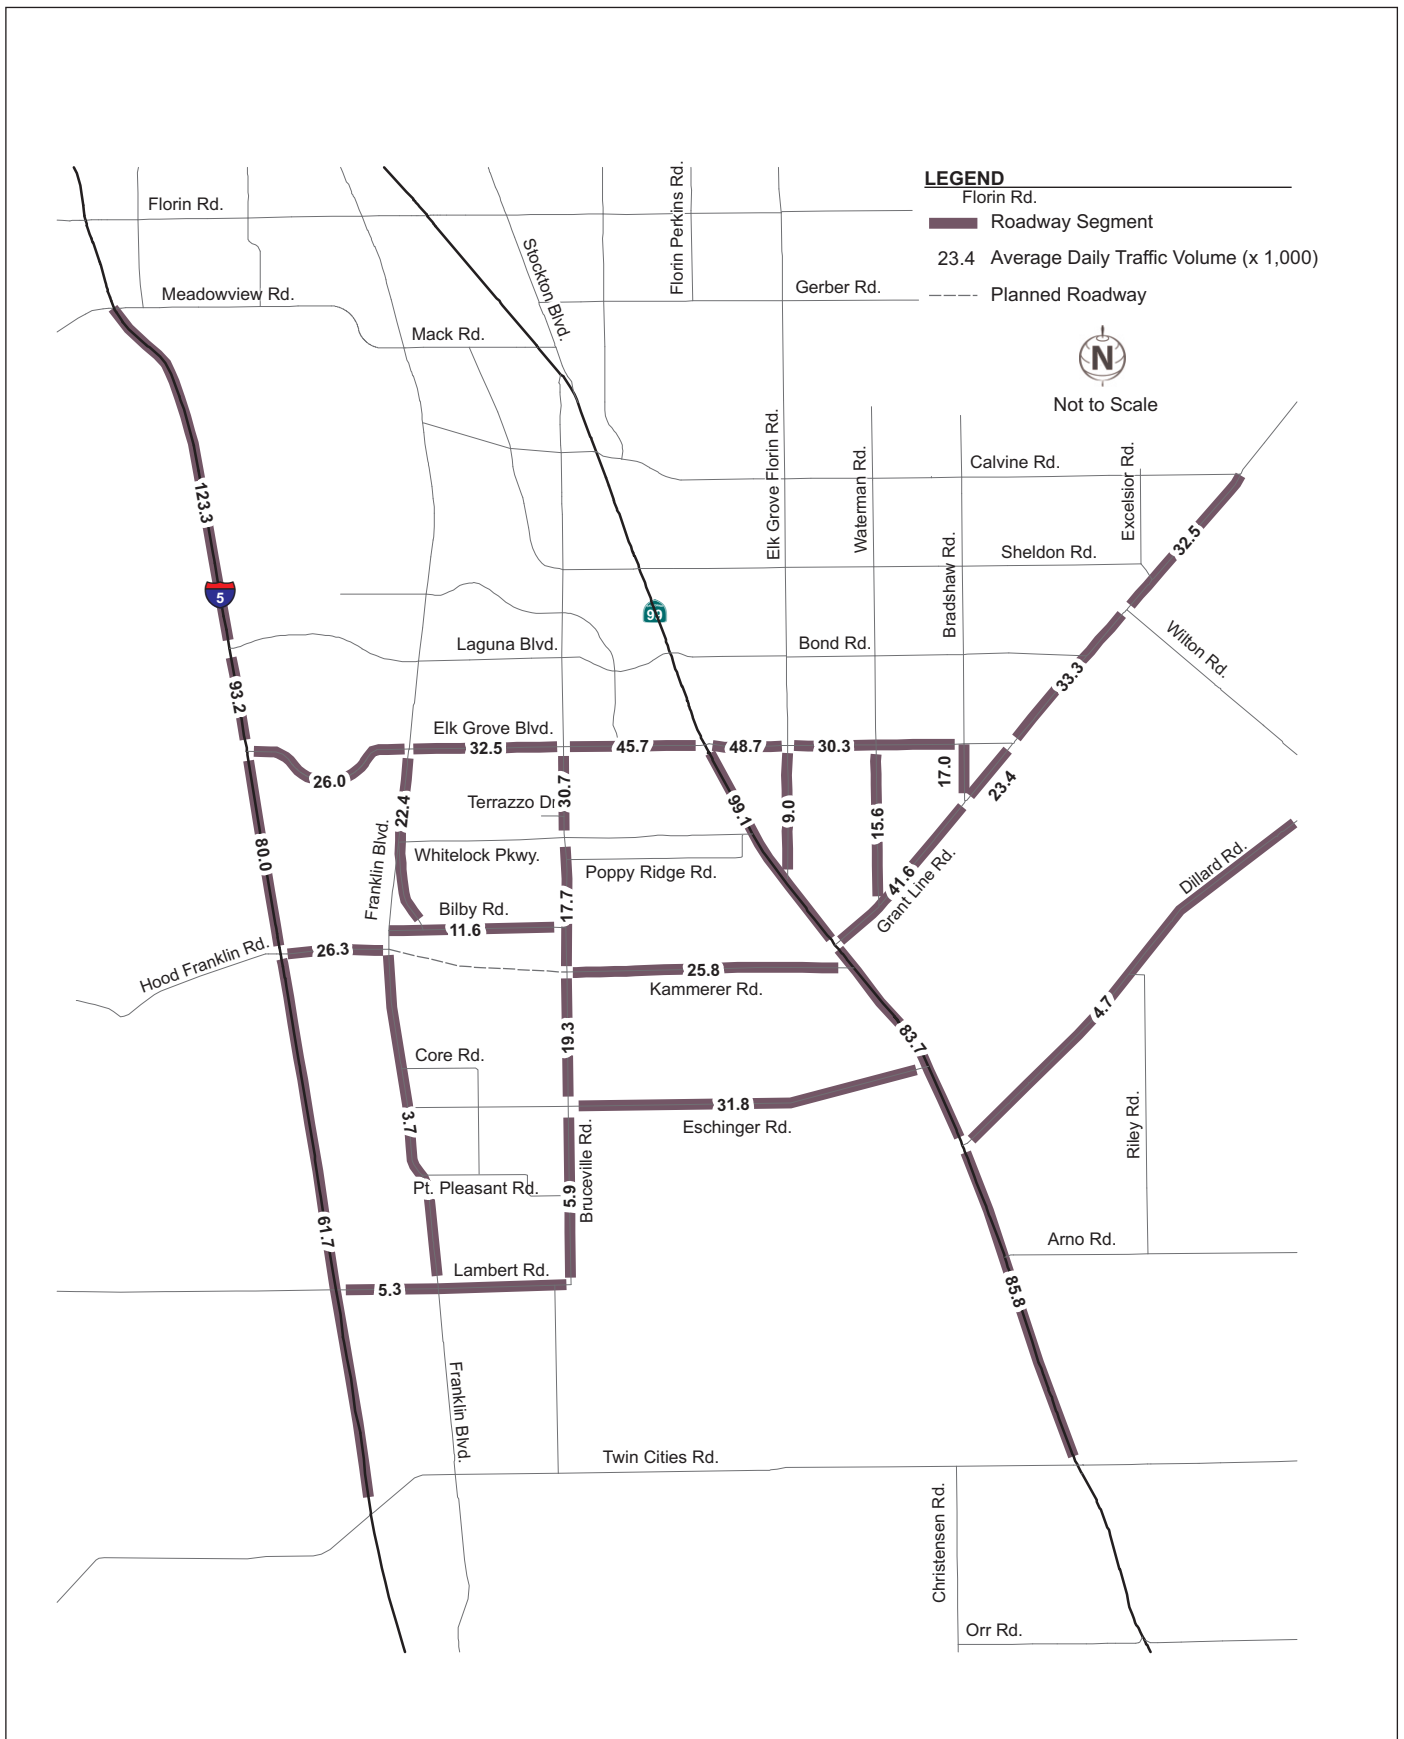 LEGEND
Florin Rd.
Roadway Segment
23.4 Average Daily Traffic Volume (x 1,000)
Planned Roadway
N
Not to Scale
Florin Rd.
Florin Perkins Rd.
Stockton Blvd.
Meadowview Rd.
Gerber Rd.
Mack Rd.
Elk Grove Florin Rd.
Waterman Rd.
Bradshaw Rd.
Calvine Rd.
Excelsior Rd.
123.3
32.5
Sheldon Rd.
5
99
Laguna Blvd.
Bond Rd.
Wilton Rd.
93.2
33.3
Elk Grove Blvd.
32.5
45.7
48.7
30.3
26.0
22.4
Terrazzo Dr
30.7
99.1
9.0
15.6
17.0
23.4
80.0
Franklin Blvd.
Whitelock Pkwy.
Poppy Ridge Rd.
41.6
Grant Line Rd.
Dillard Rd.
Bilby Rd.
11.6
17.7
Hood Franklin Rd.
26.3
25.8
Kammerer Rd.
4.7
19.3
83.7
Core Rd.
3.7
31.8
Eschinger Rd.
Riley Rd.
Pt. Pleasant Rd.
5.9
Bruceville Rd.
61.7
Arno Rd.
Lambert Rd.
5.3
85.8
Franklin Blvd.
Twin Cities Rd.
Christensen Rd.
Orr Rd.